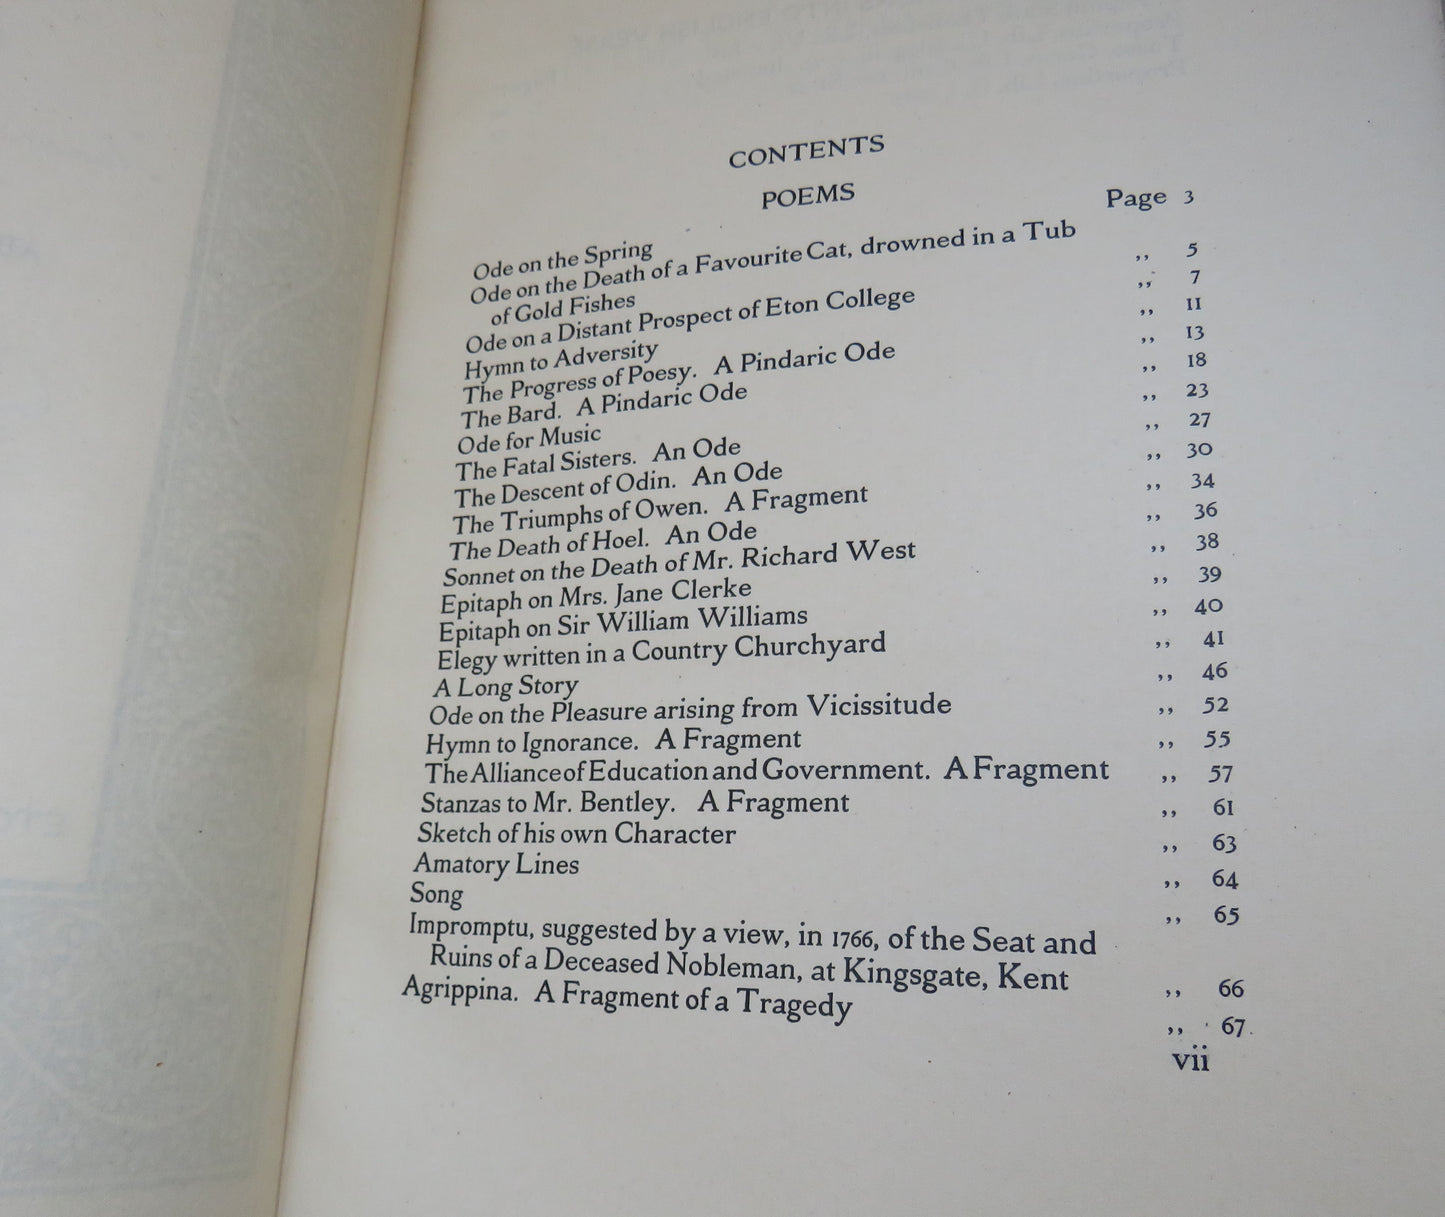 CONTENTS
POEMS
Ode on the Spring Page 3
Ode on the Death of a Favourite Cat, drowned in a Tub
of Gold Fishes ,, 5
Ode on a Distant Prospect of Eton College ,, 7
Hymn to Adversity ,, 11
The Progress of Poesy. A Pindaric Ode ,, 13
The Bard. A Pindaric Ode ,, 18
Ode for Music ,, 23
The Fatal Sisters. An Ode ,, 27
The Descent of Odin. An Ode ,, 30
The Triumphs of Owen. A Fragment ,, 34
The Death of Hoel. An Ode ,, 36
Sonnet on the Death of Mr. Richard West ,, 38
Epitaph on Mrs. Jane Clerke ,, 39
Epitaph on Sir William Williams ,, 40
Elegy written in a Country Churchyard ,, 41
A Long Story ,, 46
Ode on the Pleasure arising from Vicissitude ,, 52
Hymn to Ignorance. A Fragment ,, 55
The Alliance of Education and Government. A Fragment ,, 57
Stanzas to Mr. Bentley. A Fragment ,, 61
Sketch of his own Character ,, 63
Amatory Lines ,, 64
Song ,, 65
Impromptu, suggested by a view, in 1766, of the Seat and
Ruins of a Deceased Nobleman, at Kingsgate, Kent ,, 66
Agrippina. A Fragment of a Tragedy ,, 67
vii